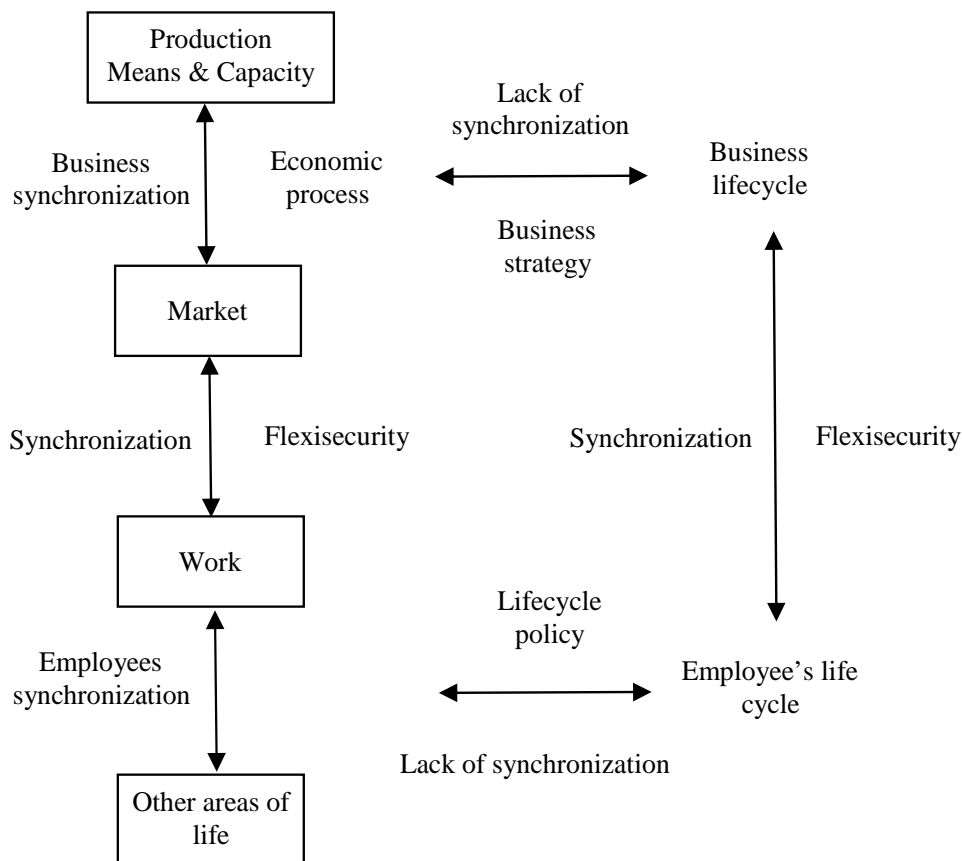 Production
Means & Capacity
Lack of
synchronization
Business
synchronization
Economic
process
Business
lifecycle
Business
strategy
Market
Synchronization
Flexisecurity
Synchronization
Flexisecurity
Work
Lifecycle
policy
Employees
synchronization
Employee’s life
cycle
Lack of synchronization
Other areas of
life